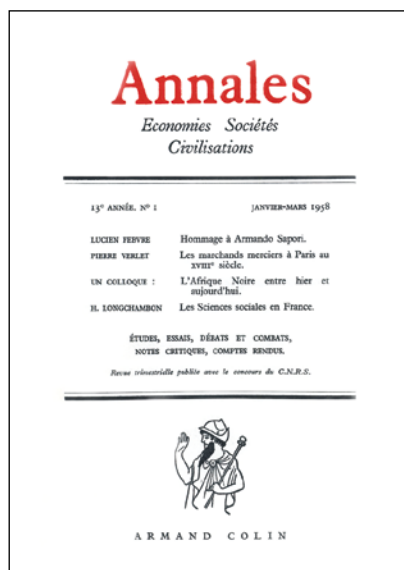 Annales
Economies Sociétés
Civilisations
13e ANNÉE. No 1 JANVIER-MARS 1958
LUCIEN FEBVRE Hommage à Armando Sapori.
PIERRE VERLET Les marchands merciers à Paris au
XVIIIe siècle.
UN COLLOQUE : L'Afrique Noire entre hier et
aujourd'hui.
H. LONGCHAMBON Les Sciences sociales en France.
ÉTUDES, ESSAIS, DÉBATS ET COMBATS,
NOTES CRITIQUES, COMPTES RENDUS.
Revue trimestrielle publiée avec le concours du C.N.R.S.
ARMAND COLIN